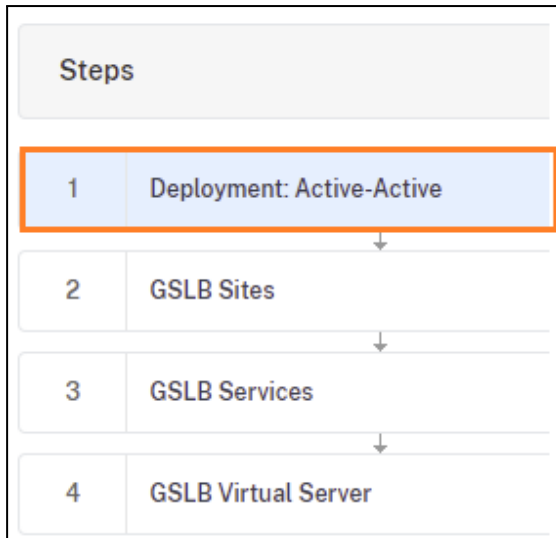 Steps
1 Deployment: Active-Active
2 GSLB Sites
3 GSLB Services
4 GSLB Virtual Server